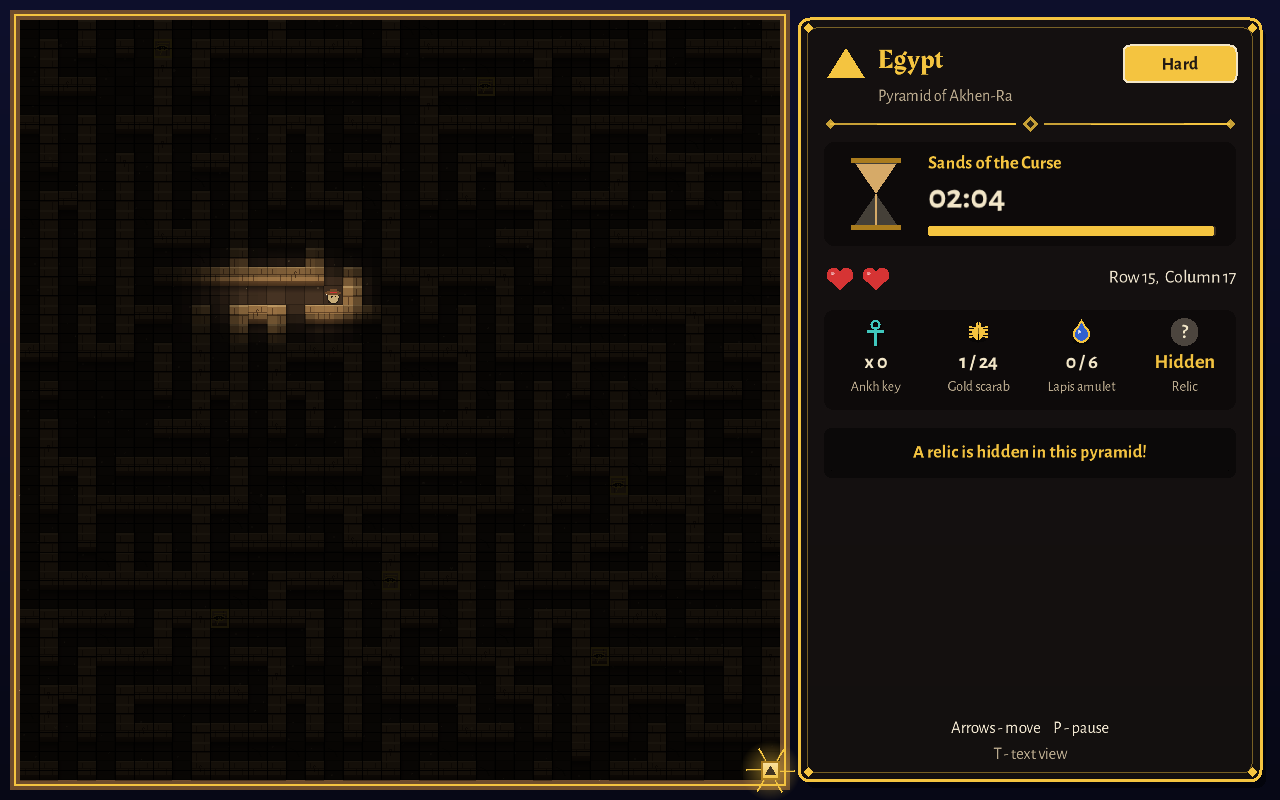 Egypt
Hard
Pyramid of Akhen-Ra
Sands of the Curse
02:04
Row 15, Column 17
?
x 0
1 / 24
0 / 6
Hidden
Ankh key
Gold scarab
Lapis amulet
Relic
A relic is hidden in this pyramid!
Arrows - move P - pause
T - text view